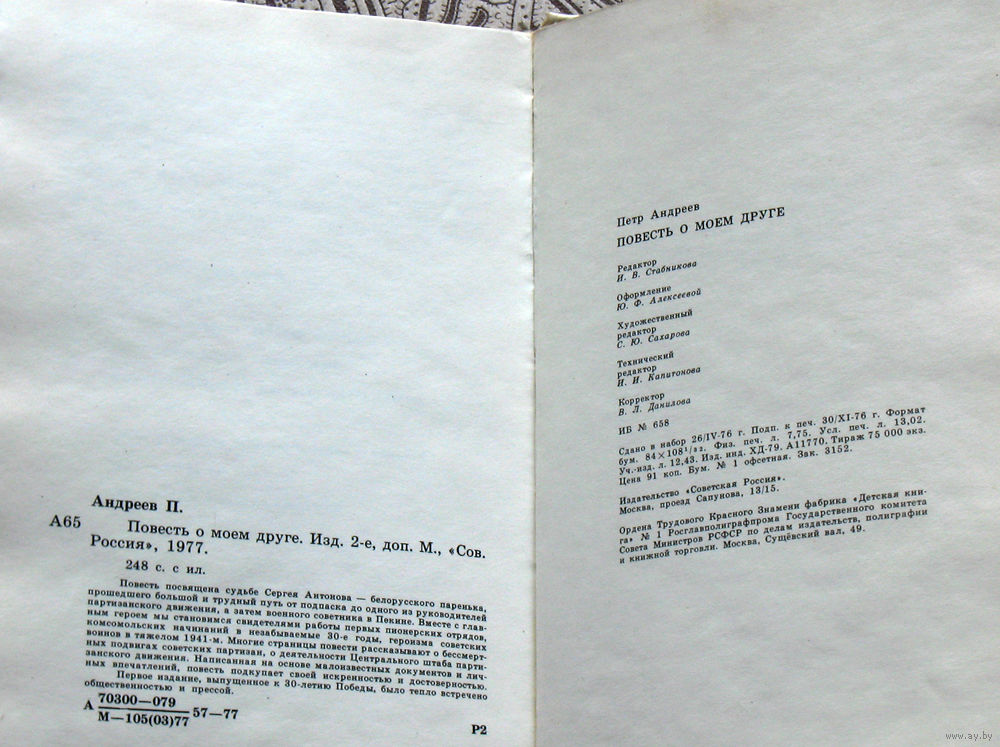 Андреев П.
А65
Повесть о моем друге. Изд. 2-е, доп. М., «Сов.
Россия», 1977.
248 с. с ил.
Повесть посвящена судьбе Сергея Антонова — белорусского паренька,
прошедшего большой и трудный путь от подпаска до одного из руководителей
партизанского движения, а затем военного советника в Пекине. Вместе с глав-
ным героем мы становимся свидетелями работы первых пионерских отрядов,
комсомольских начинаний в незабываемые 30-е годы, героизма советских
воинов в тяжелом 1941-м. Многие страницы повести рассказывают о бессмерт-
ных подвигах советских партизан, о деятельности Центрального штаба парти-
занского движения. Написанная на основе малоизвестных документов и лич-
ных впечатлений, повесть подкупает своей искренностью и достоверностью.
Первое издание, выпущенное к 30-летию Победы, было тепло встречено
общественностью и прессой.
А 70300—079
М—105(03)77 57—77
Р2
Петр Андреев
ПОВЕСТЬ О МОЕМ ДРУГЕ
Редактор
И. В. Стабникова
Оформление
Ю. Ф. Алексеевой
Художественный
редактор
С. Ю. Сахарова
Технический
редактор
И. И. Капитонова
Корректор
В. Л. Данилова
ИБ № 658
Сдано в набор 26/IV-76 г. Подп. к печ. 30/XI-76 г. Формат
бум. 84×108¹/₃₂. Физ. печ. л. 7,75. Усл. печ. л. 13,02.
Уч.-изд. л. 12,43. Изд. инд. ХД-79. А11770. Тираж 75 000 экз.
Цена 91 коп. Бум. № 1 офсетная. Зак. 3152.
Издательство «Советская Россия».
Москва, проезд Сапунова, 13/15.
Ордена Трудового Красного Знамени фабрика «Детская кни-
га» № 1 Росглавполиграфпрома Государственного комитета
Совета Министров РСФСР по делам издательств, полиграфии
и книжной торговли. Москва, Сущёвский вал, 49.
www.ay.by